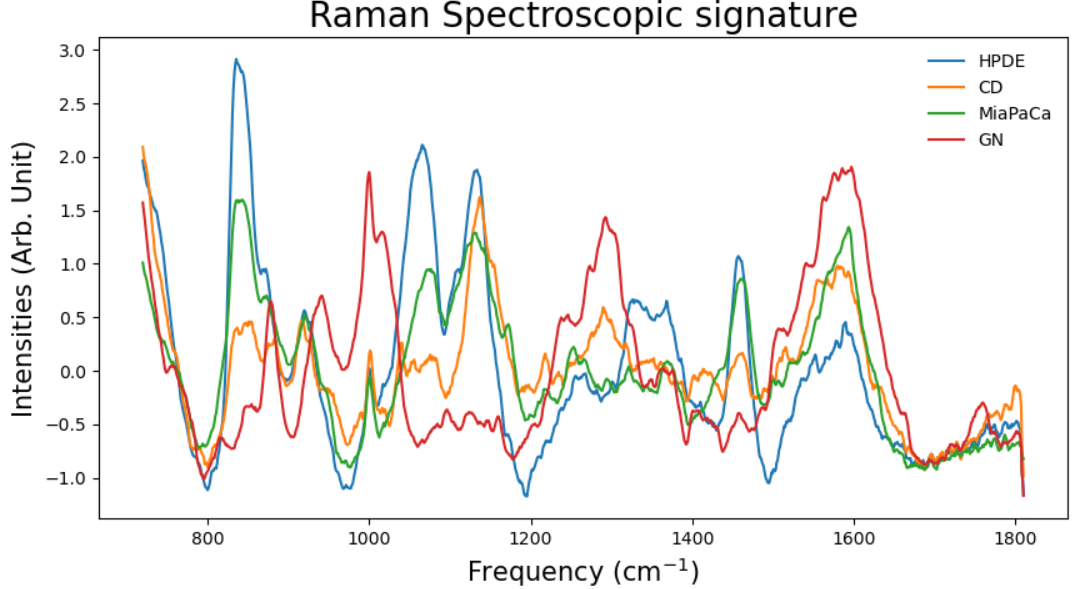 Raman Spectroscopic signature
HPDE
CD
MiaPaCa
GN
Intensities (Arb. Unit)
3.0
2.5
2.0
1.5
1.0
0.5
0.0
−0.5
−1.0
800 1000 1200 1400 1600 1800
Frequency (cm⁻¹)